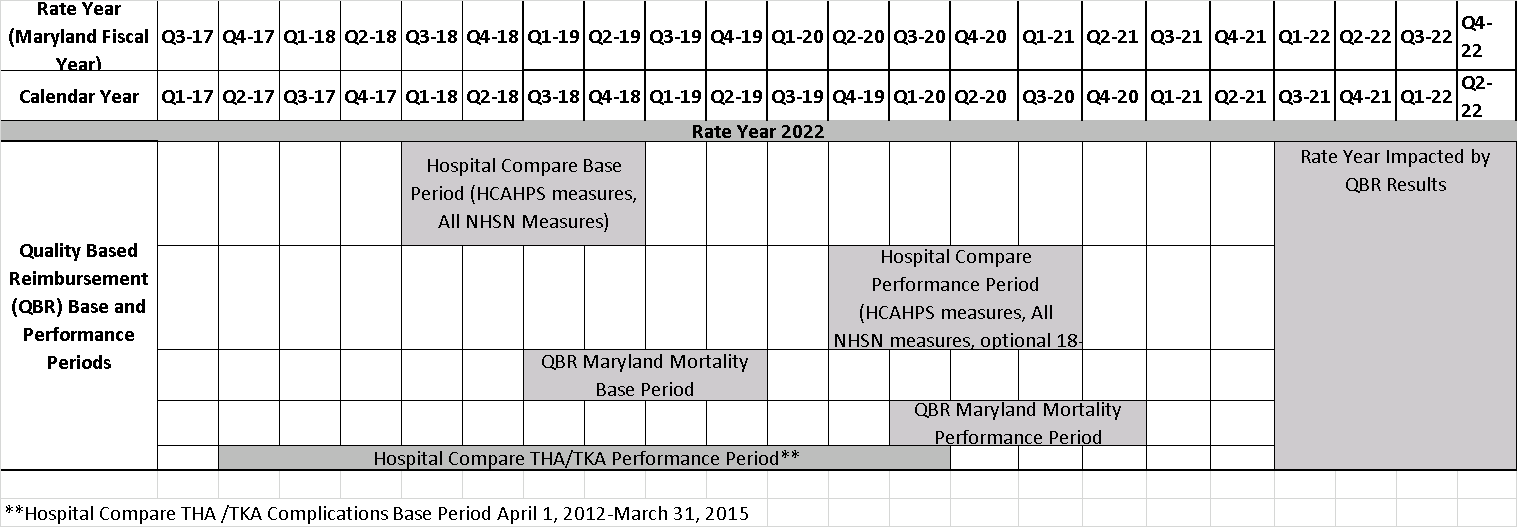 Rate Year
(Maryland Fiscal
Year)
Q3-17 Q4-17 Q1-18 Q2-18 Q3-18 Q4-18 Q1-19 Q2-19 Q3-19 Q4-19 Q1-20 Q2-20 Q3-20 Q4-20 Q1-21 Q2-21 Q3-21 Q4-21 Q1-22 Q2-22 Q3-22 Q4-
22
Calendar Year Q1-17 Q2-17 Q3-17 Q4-17 Q1-18 Q2-18 Q3-18 Q4-18 Q1-19 Q2-19 Q3-19 Q4-19 Q1-20 Q2-20 Q3-20 Q4-20 Q1-21 Q2-21 Q3-21 Q4-21 Q1-22 Q2-
22
Rate Year 2022
Quality Based
Reimbursement
(QBR) Base and
Performance
Periods
Hospital Compare Base
Period (HCAHPS measures,
All NHSN Measures)
Rate Year Impacted by
QBR Results
Hospital Compare
Performance Period
(HCAHPS measures, All
NHSN measures, optional 18-
QBR Maryland Mortality
Base Period
QBR Maryland Mortality
Performance Period
Hospital Compare THA/TKA Performance Period**
**Hospital Compare THA /TKA Complications Base Period April 1, 2012-March 31, 2015